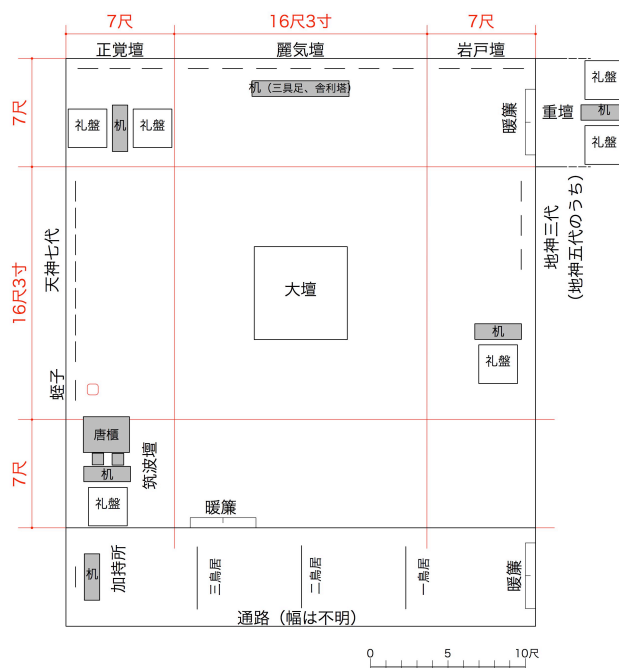 7尺
16尺3寸
7尺
正覚壇
麗気壇
岩戸壇
机（三具足、舎利塔）
礼盤
机
礼盤
暖簾
重壇
礼盤
机
礼盤
7尺
天神七代
地神三代
（地神五代のうち）
大壇
16尺3寸
机
礼盤
蛭子
唐櫃
机
礼盤
筑波壇
7尺
暖簾
机
加持所
三鳥居
二鳥居
一鳥居
暖簾
通路（幅は不明）
0
5
10尺